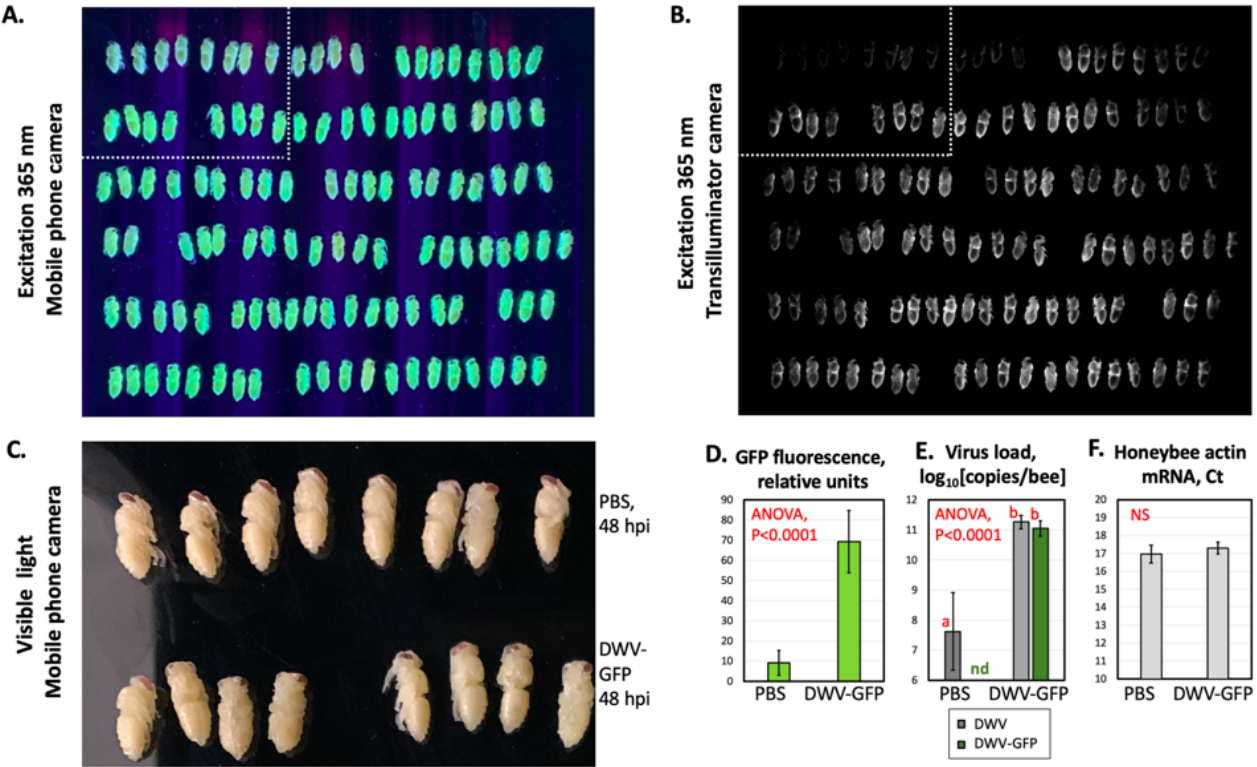 A.
Excitation 365 nm
Mobile phone camera
B.
Excitation 365 nm
Transilluminator camera
C.
Visible light
Mobile phone camera
PBS,
48 hpi
DWV-
GFP
48 hpi
D. GFP fluorescence,
relative units
90
80
70
60
50
40
30
20
10
0
ANOVA,
P<0.0001
PBS DWV-GFP
E. Virus load,
log10[copies/bee]
12
11
10
9
8
7
6
ANOVA,
P<0.0001
a
nd
b b
PBS DWV-GFP
DWV
DWV-GFP
F. Honeybee actin
mRNA, Ct
20
19
18
17
16
15
14
13
12
11
10
NS
PBS DWV-GFP